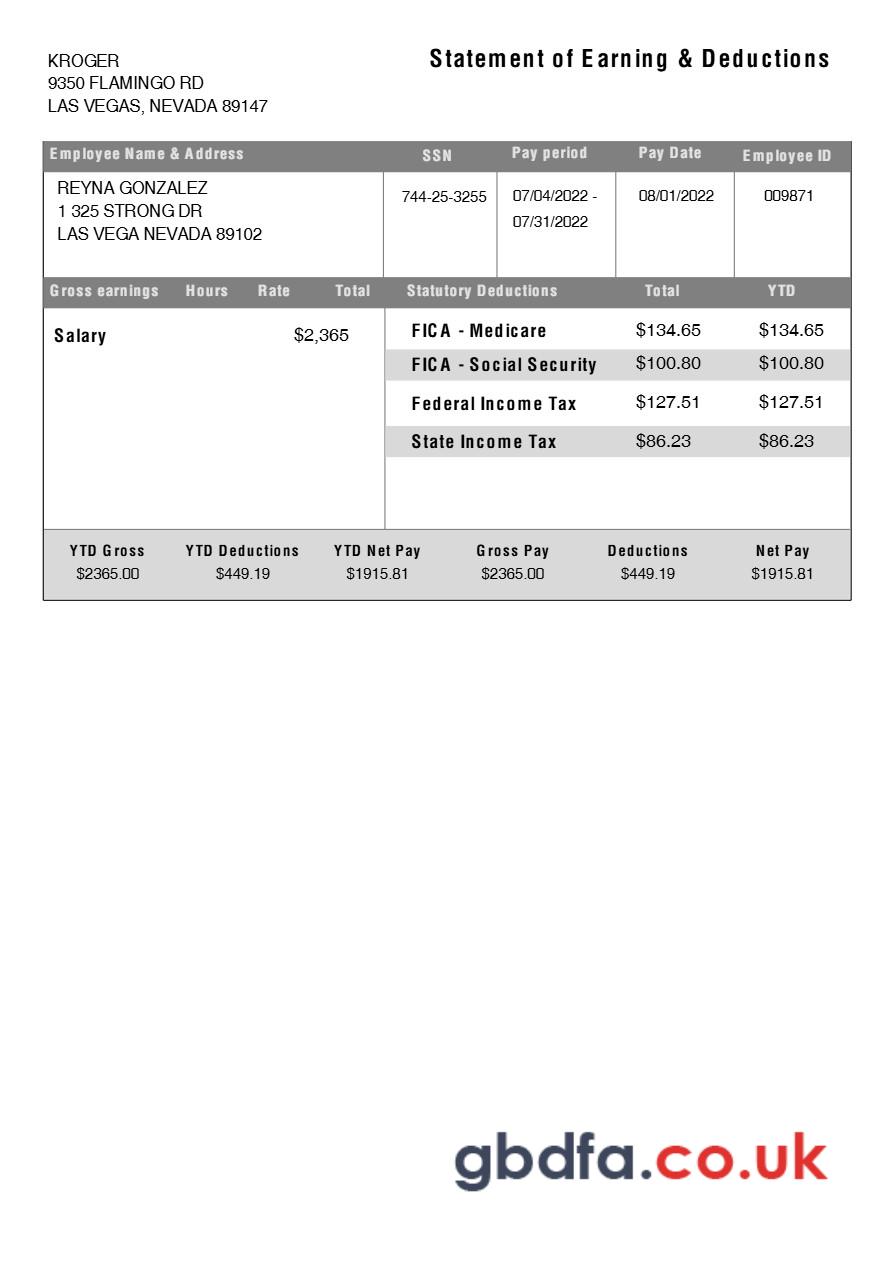 KROGER
9350 FLAMINGO RD
LAS VEGAS, NEVADA 89147
Statement of Earning & Deductions
Employee Name & Address SSN Pay period Pay Date Employee ID
REYNA GONZALEZ
1 325 STRONG DR
LAS VEGA NEVADA 89102
744-25-3255
07/04/2022 -
07/31/2022
08/01/2022
009871
Gross earnings Hours Rate Total Statutory Deductions Total YTD
Salary $2,365
FICA - Medicare $134.65 $134.65
FICA - Social Security $100.80 $100.80
Federal Income Tax $127.51 $127.51
State Income Tax $86.23 $86.23
YTD Gross YTD Deductions YTD Net Pay Gross Pay Deductions Net Pay
$2365.00 $449.19 $1915.81 $2365.00 $449.19 $1915.81
gbdfa.co.uk